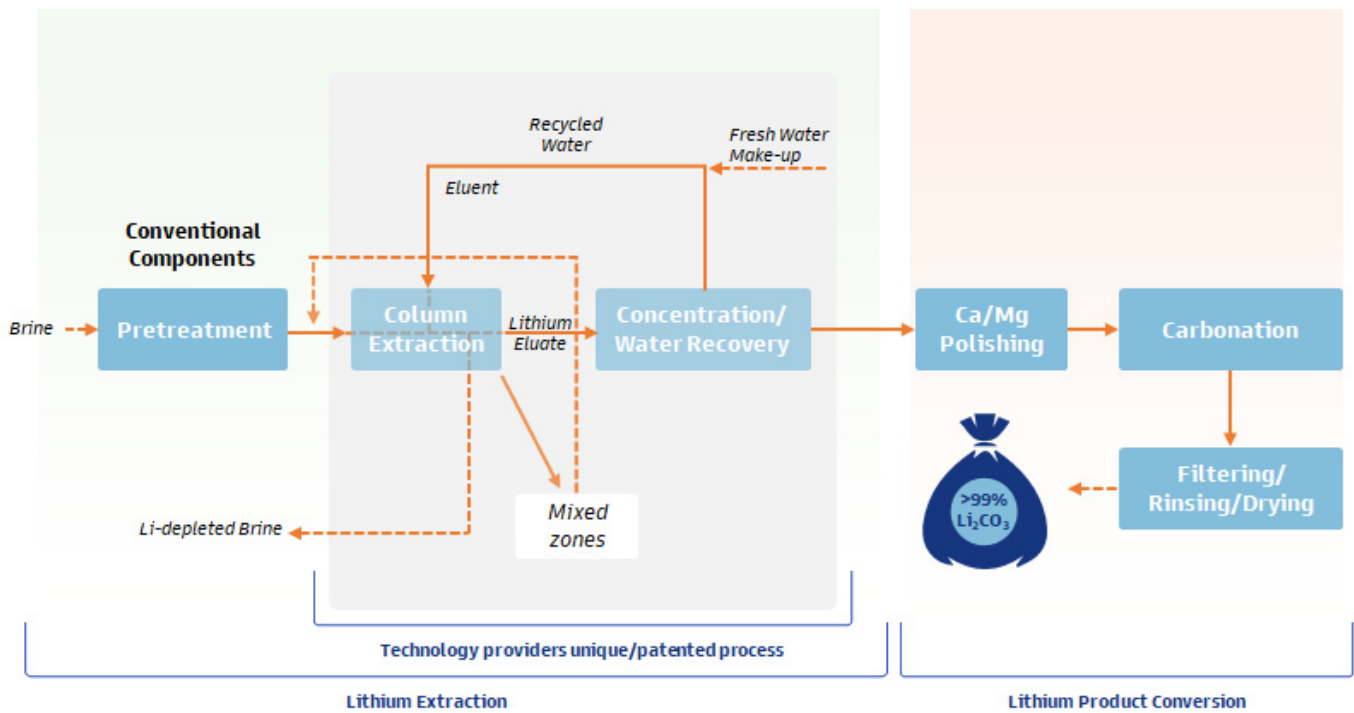 Recycled
Water
Fresh Water
Make-up
Eluent
Conventional
Components
Brine
Pretreatment
Column
Extraction
Lithium
Eluate
Concentration/
Water Recovery
Ca/Mg
Polishing
Carbonation
Li-depleted Brine
Mixed
zones
>99%
Li₂CO₃
Filtering/
Rinsing/Drying
Technology providers unique/patented process
Lithium Extraction
Lithium Product Conversion